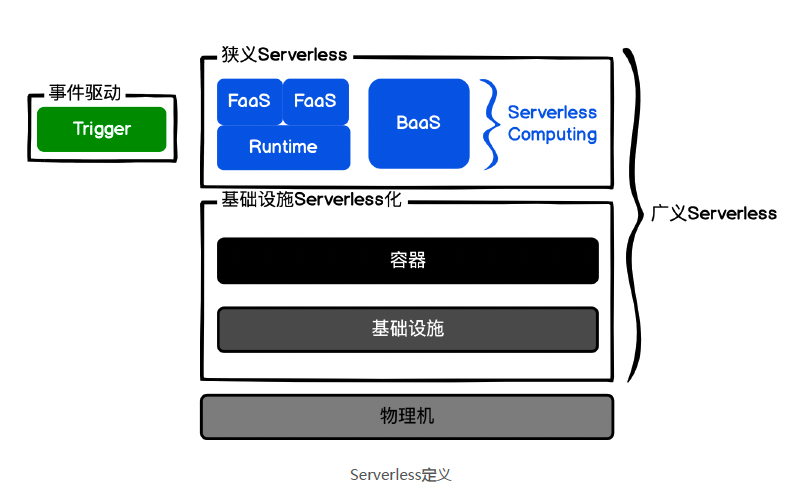 狭义Serverless
事件驱动
Trigger
FaaS
FaaS
Runtime
BaaS
Serverless
Computing
基础设施Serverless化
容器
基础设施
广义Serverless
物理机
Serverless定义